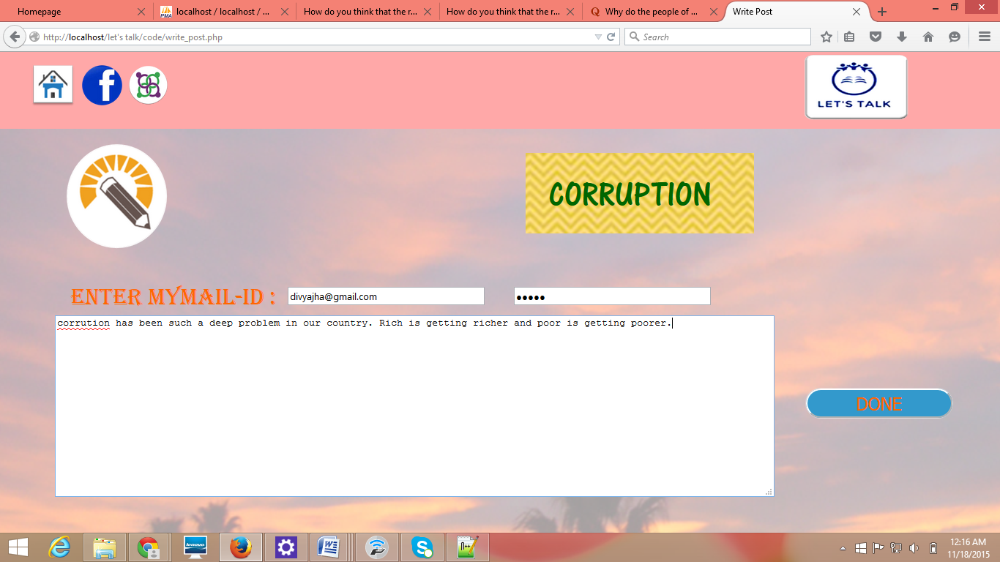 Homepage
localhost / localhost / ...
How do you think that the r...
How do you think that the r...
Why do the people of ...
Write Post
http://localhost/let's talk/code/write_post.php
Search
LET'S TALK
CORRUPTION
ENTER MYMAIL-ID :
divyajha@gmail.com
●●●●●
corrution has been such a deep problem in our country. Rich is getting richer and poor is getting poorer.
DONE
lenovo
12:16 AM
11/18/2015